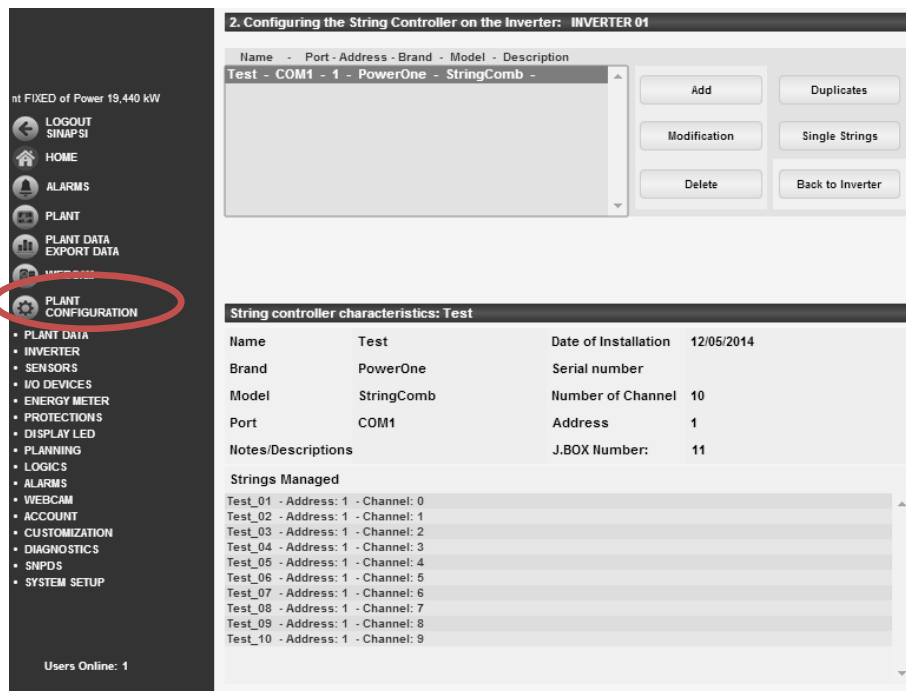 nt FIXED of Power 19,440 kW
LOGOUT
SINAPSI
HOME
ALARMS
PLANT
PLANT DATA
EXPORT DATA
WEBCAM
PLANT
CONFIGURATION
• PLANT DATA
• INVERTER
• SENSORS
• I/O DEVICES
• ENERGY METER
• PROTECTIONS
• DISPLAY LED
• PLANNING
• LOGICS
• ALARMS
• WEBCAM
• ACCOUNT
• CUSTOMIZATION
• DIAGNOSTICS
• SNPDS
• SYSTEM SETUP
Users Online: 1
2. Configuring the String Controller on the Inverter: INVERTER 01
Name - Port - Address - Brand - Model - Description
Test - COM1 - 1 - PowerOne - StringComb -
Add
Duplicates
Modification
Single Strings
Delete
Back to Inverter
String controller characteristics: Test
Name Test Date of Installation 12/05/2014
Brand PowerOne Serial number
Model StringComb Number of Channel 10
Port COM1 Address 1
Notes/Descriptions J.BOX Number: 11
Strings Managed
Test_01 - Address: 1 - Channel: 0
Test_02 - Address: 1 - Channel: 1
Test_03 - Address: 1 - Channel: 2
Test_04 - Address: 1 - Channel: 3
Test_05 - Address: 1 - Channel: 4
Test_06 - Address: 1 - Channel: 5
Test_07 - Address: 1 - Channel: 6
Test_08 - Address: 1 - Channel: 7
Test_09 - Address: 1 - Channel: 8
Test_10 - Address: 1 - Channel: 9